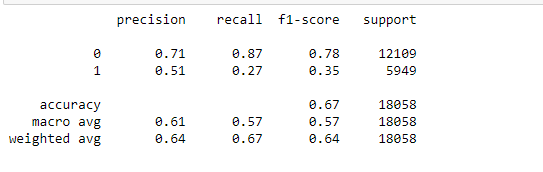 precision recall f1-score support
0 0.71 0.87 0.78 12109
1 0.51 0.27 0.35 5949
accuracy 0.67 18058
macro avg 0.61 0.57 0.57 18058
weighted avg 0.64 0.67 0.64 18058